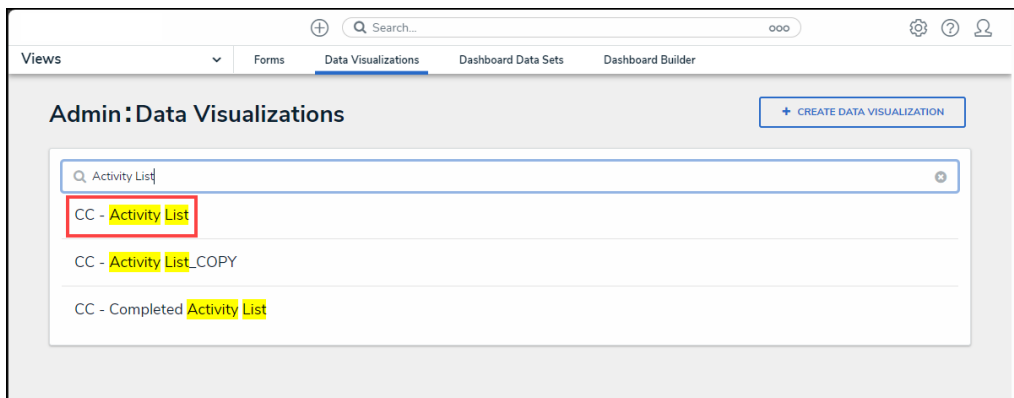 Search... ooo
Views Forms Data Visualizations Dashboard Data Sets Dashboard Builder
Admin:Data Visualizations
+ CREATE DATA VISUALIZATION
Activity List
CC - Activity List
CC - Activity List_COPY
CC - Completed Activity List